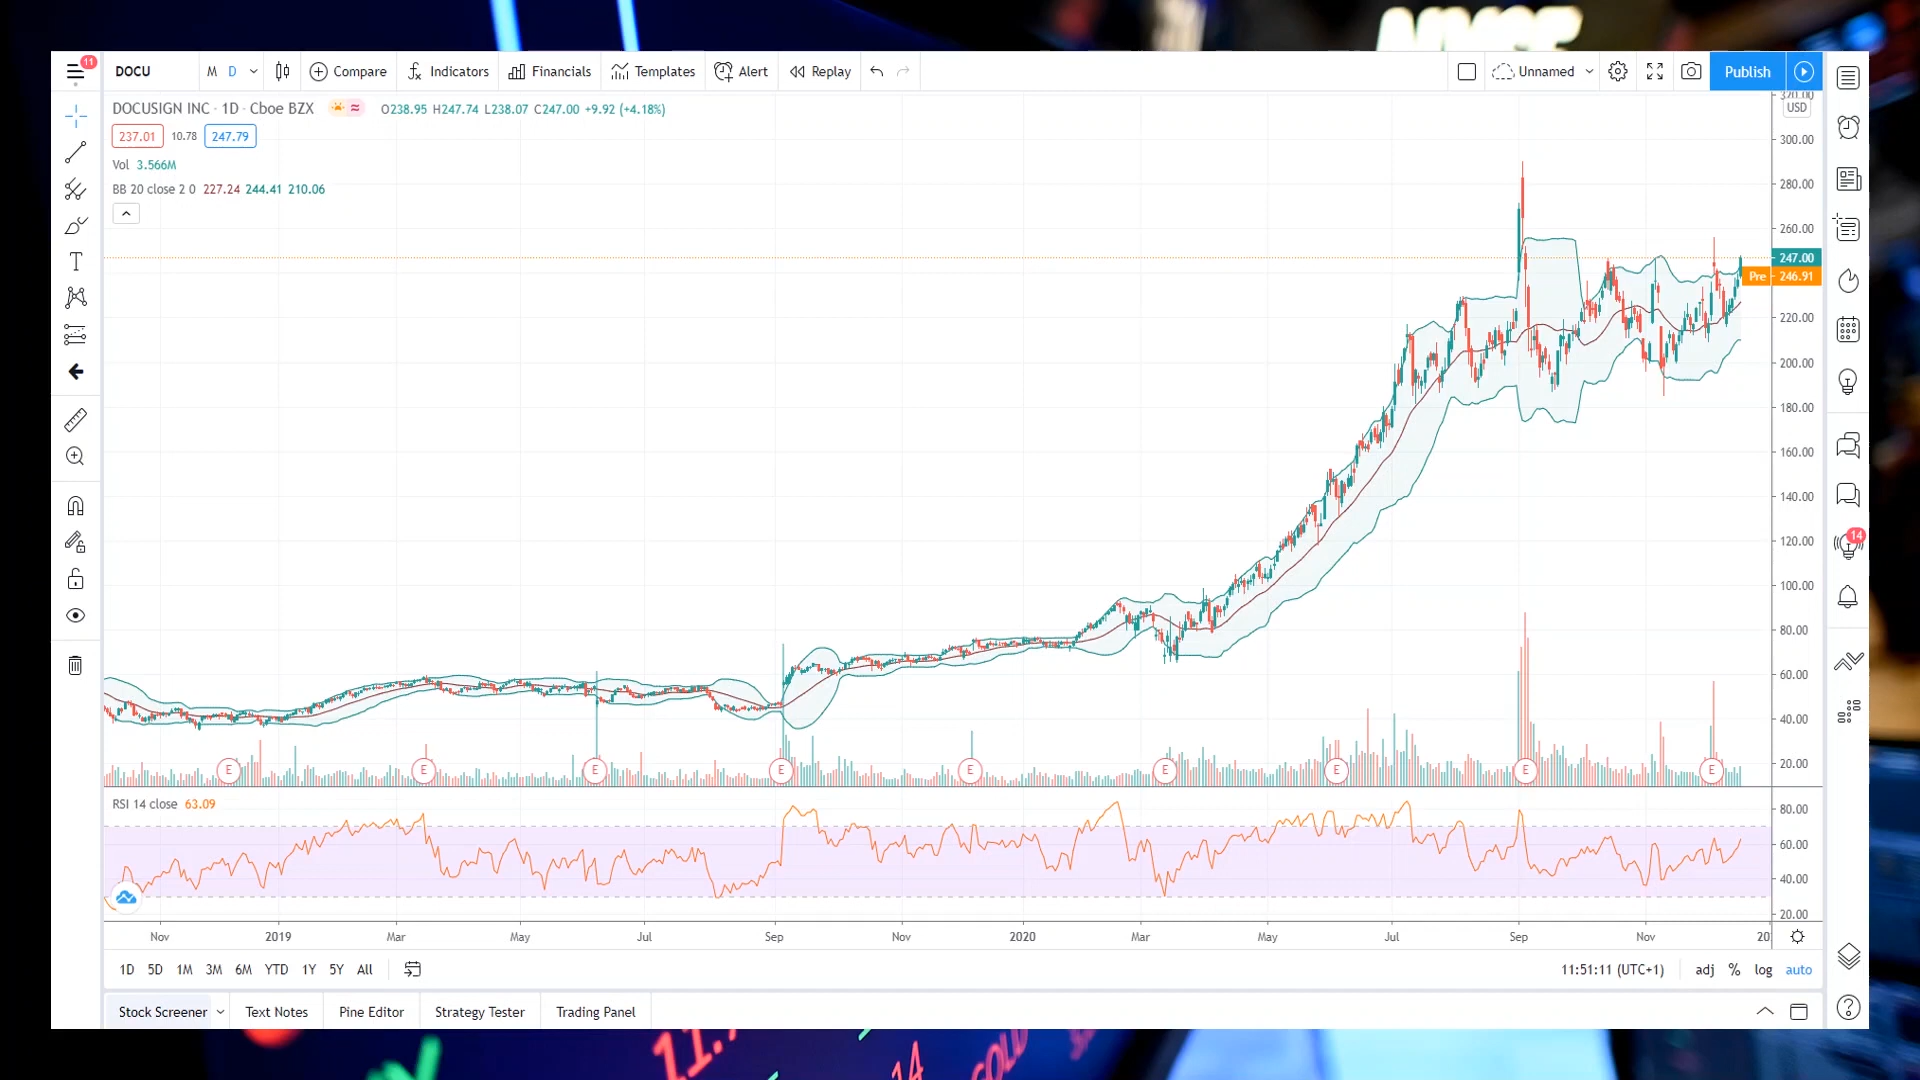 11
DOCU
M D
Compare
Indicators
Financials
Templates
Alert
Replay
Unnamed
Publish
DOCUSIGN INC · 1D · Cboe BZX
O238.95 H247.74 L238.07 C247.00 +9.92 (+4.18%)
237.01 10.78 247.79
Vol 3.566M
BB 20 close 2 0 227.24 244.41 210.06
USD
300.00
280.00
260.00
247.00
Pre 246.91
220.00
200.00
180.00
160.00
140.00
120.00
100.00
80.00
60.00
40.00
20.00
14
E E E E E E E E E
RSI 14 close 63.09
80.00
60.00
40.00
20.00
Nov 2019 Mar May Jul Sep Nov 2020 Mar May Jul Sep Nov
1D 5D 1M 3M 6M YTD 1Y 5Y All
11:51:11 (UTC+1)
adj % log auto
Stock Screener
Text Notes
Pine Editor
Strategy Tester
Trading Panel
14
GOLD